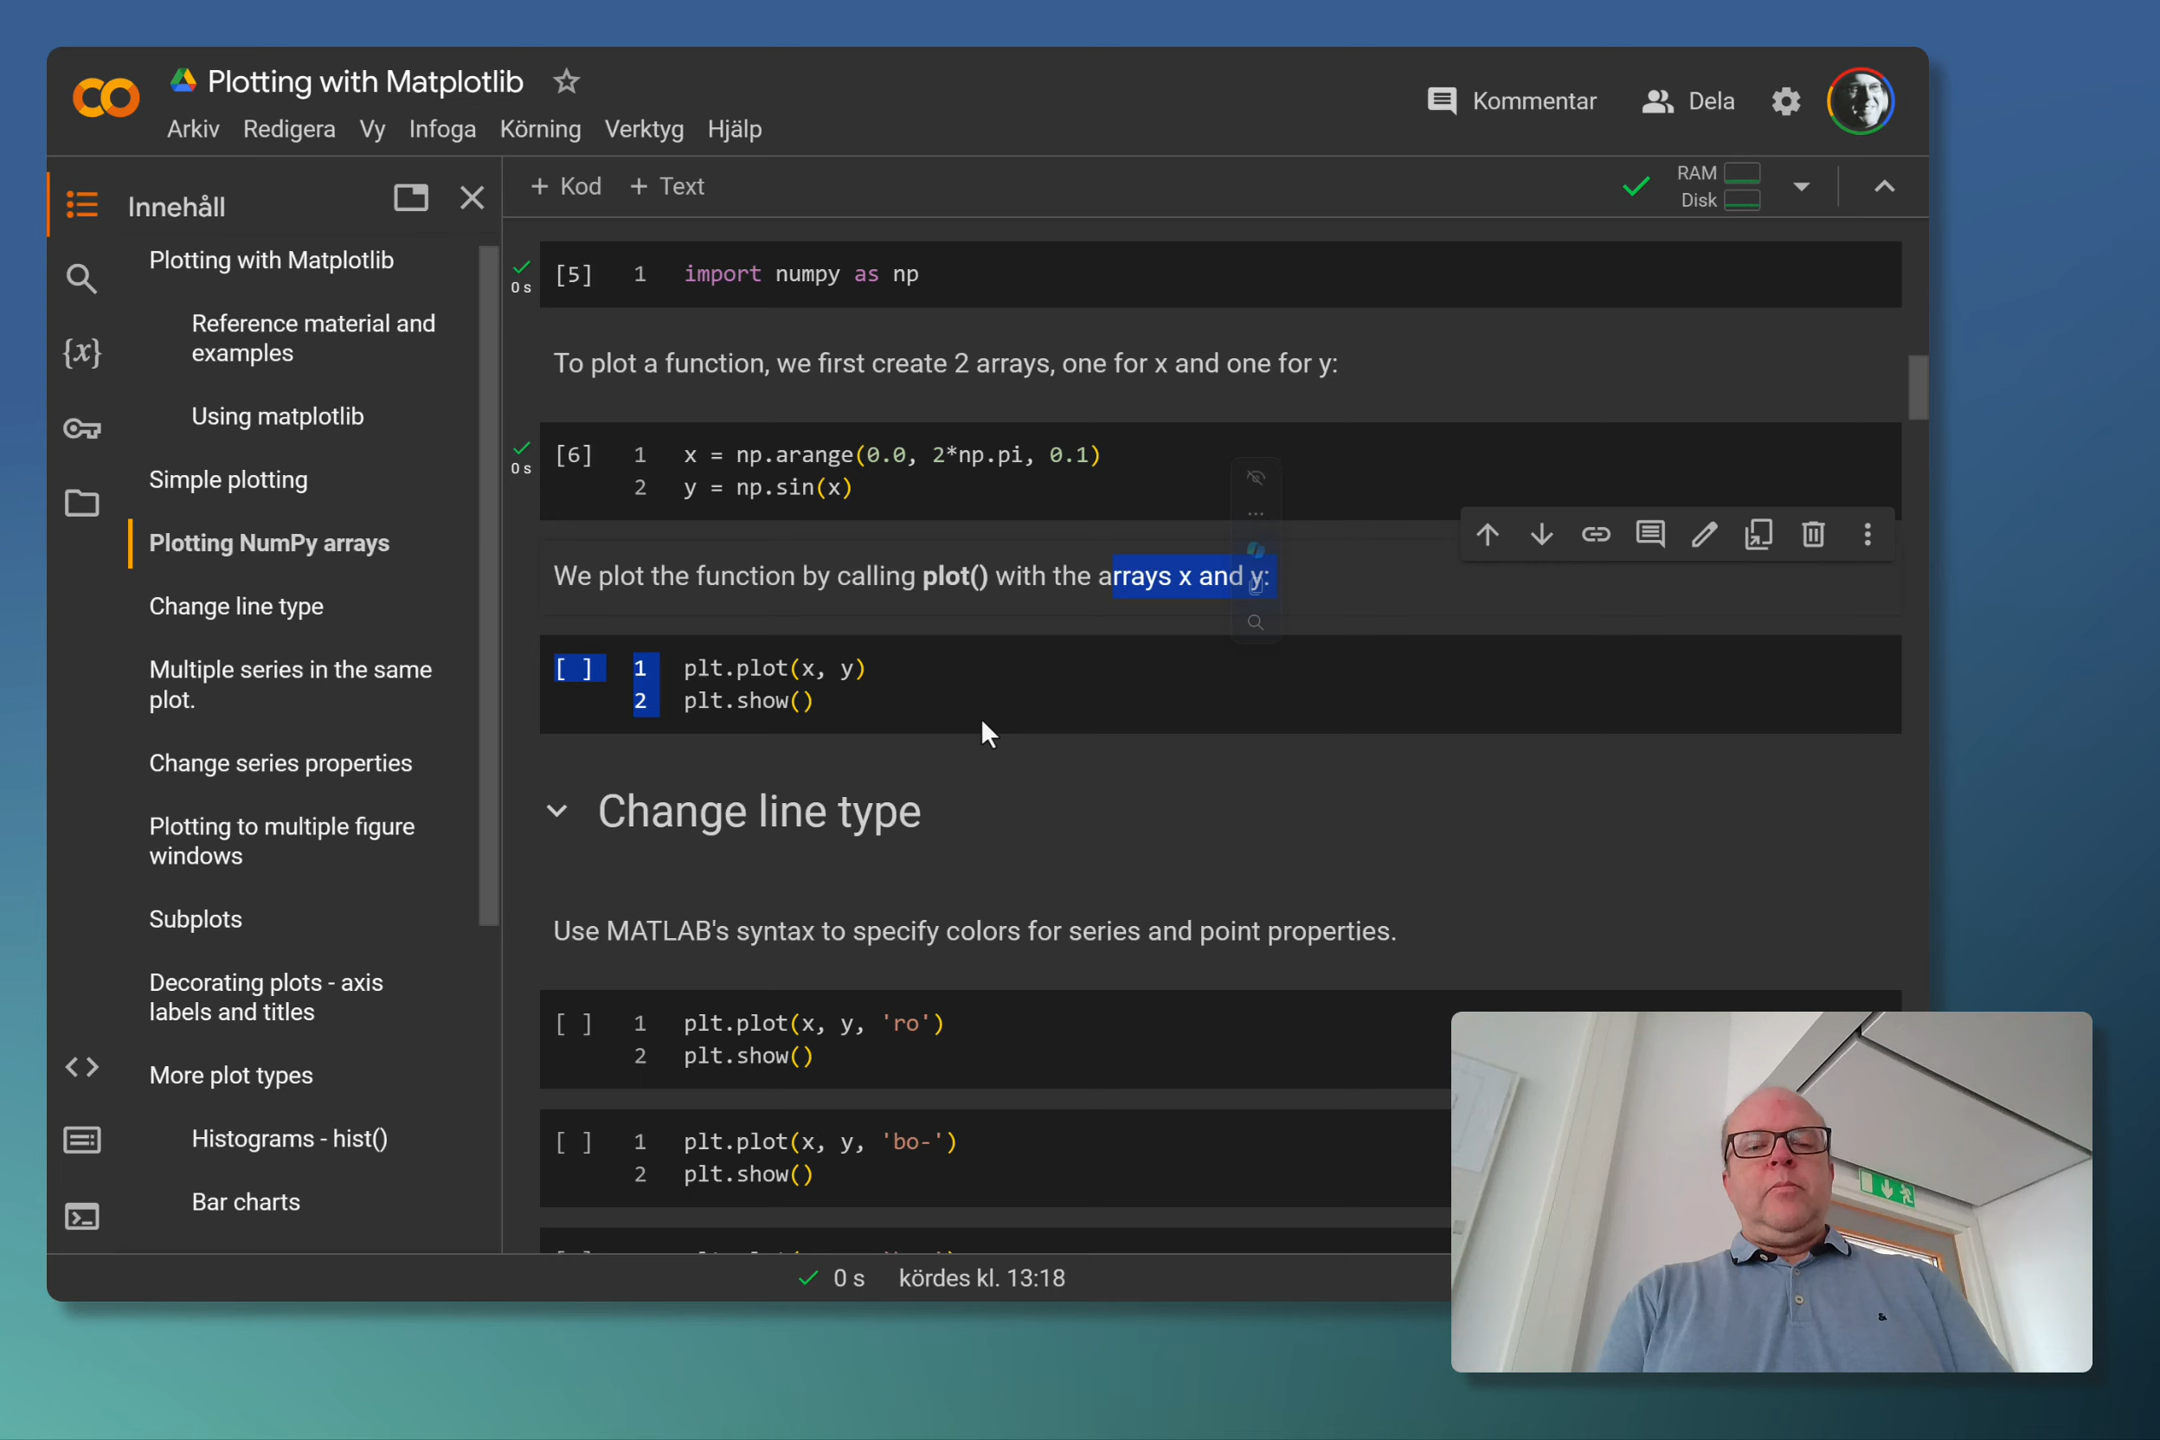 Plotting with Matplotlib
Arkiv Redigera Vy Infoga Körning Verktyg Hjälp
Kommentar
Dela
Innehåll
+ Kod + Text
RAM
Disk
Plotting with Matplotlib
Reference material and
examples
Using matplotlib
Simple plotting
Plotting NumPy arrays
Change line type
Multiple series in the same
plot.
Change series properties
Plotting to multiple figure
windows
Subplots
Decorating plots - axis
labels and titles
More plot types
Histograms - hist()
Bar charts
0 s
[5] 1 import numpy as np
To plot a function, we first create 2 arrays, one for x and one for y:
0 s
[6] 1 x = np.arange(0.0, 2*np.pi, 0.1)
2 y = np.sin(x)
We plot the function by calling plot() with the arrays x and y:
[ ] 1 plt.plot(x, y)
2 plt.show()
Change line type
Use MATLAB's syntax to specify colors for series and point properties.
[ ] 1 plt.plot(x, y, 'ro')
2 plt.show()
[ ] 1 plt.plot(x, y, 'bo-')
2 plt.show()
0 s kördes kl. 13:18